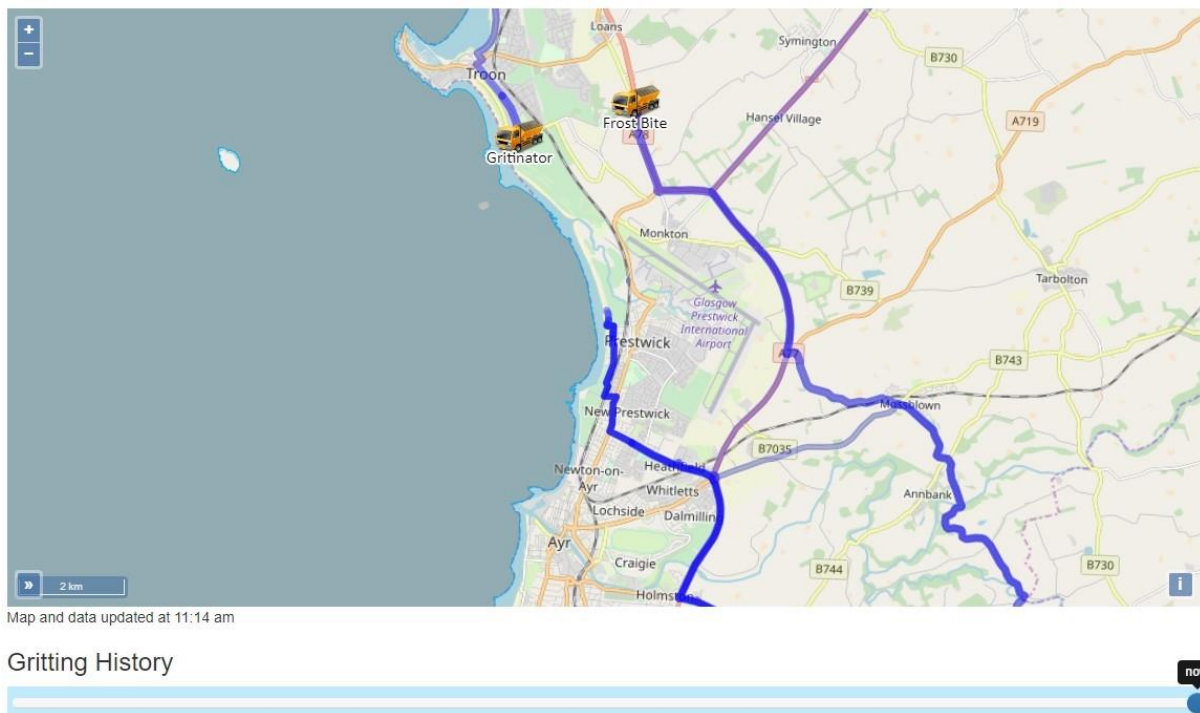 +
−
Loans
Symington
B730
Troon
Frost Bite
A78
Hansel Village
A719
Gritinator
Monkton
Tarbolton
B739
Glasgow
Prestwick
International
Airport
Prestwick
A77
B743
Mossblown
New Prestwick
B7035
Heathfield
Newton-on-
Ayr
Whitletts
Annbank
Lochside
Dalmilling
Ayr
Craigie
B744
B730
Holmston
»
2 km
i
Map and data updated at 11:14 am
Gritting History
no